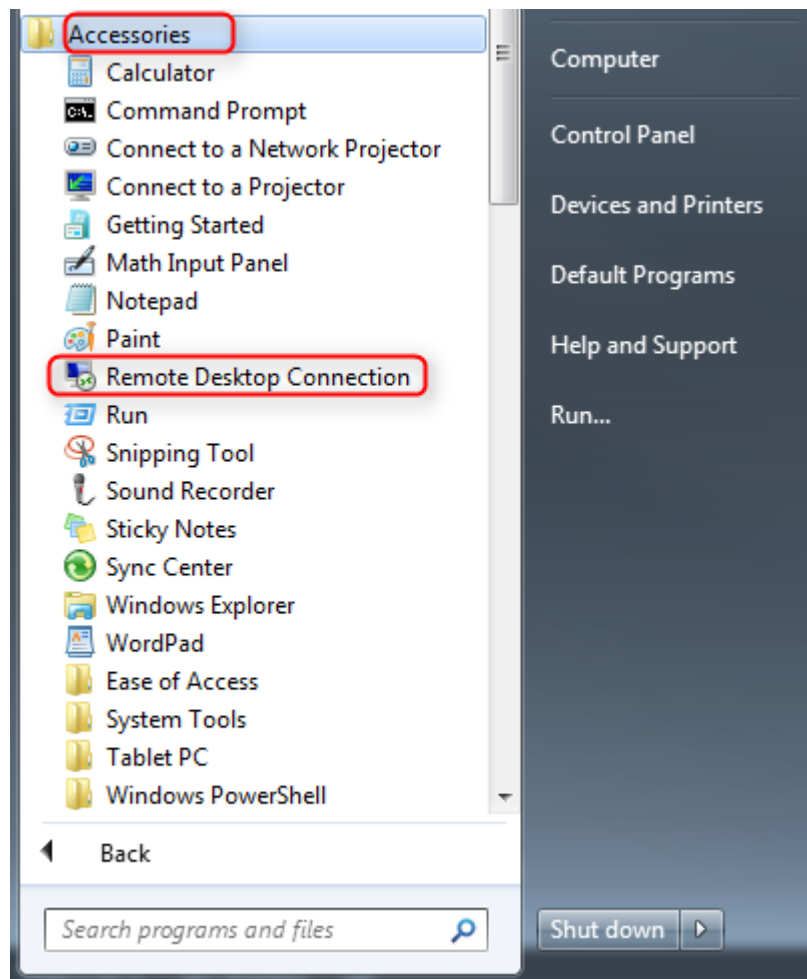 Accessories
Calculator
Command Prompt
Connect to a Network Projector
Connect to a Projector
Getting Started
Math Input Panel
Notepad
Paint
Remote Desktop Connection
Run
Snipping Tool
Sound Recorder
Sticky Notes
Sync Center
Windows Explorer
WordPad
Ease of Access
System Tools
Tablet PC
Windows PowerShell
Back
Search programs and files
Computer
Control Panel
Devices and Printers
Default Programs
Help and Support
Run...
Shut down